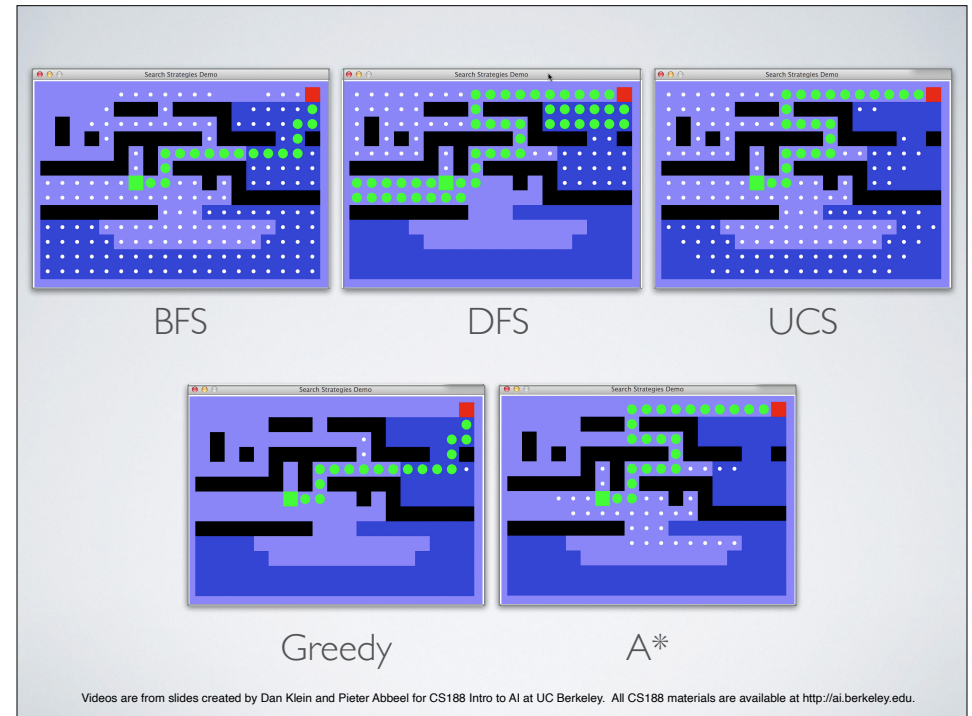 Search Strategies Demo
Search Strategies Demo
Search Strategies Demo
BFS
DFS
UCS
Search Strategies Demo
Search Strategies Demo
Greedy
A*
Videos are from slides created by Dan Klein and Pieter Abbeel for CS188 Intro to AI at UC Berkeley.  All CS188 materials are available at http://ai.berkeley.edu.